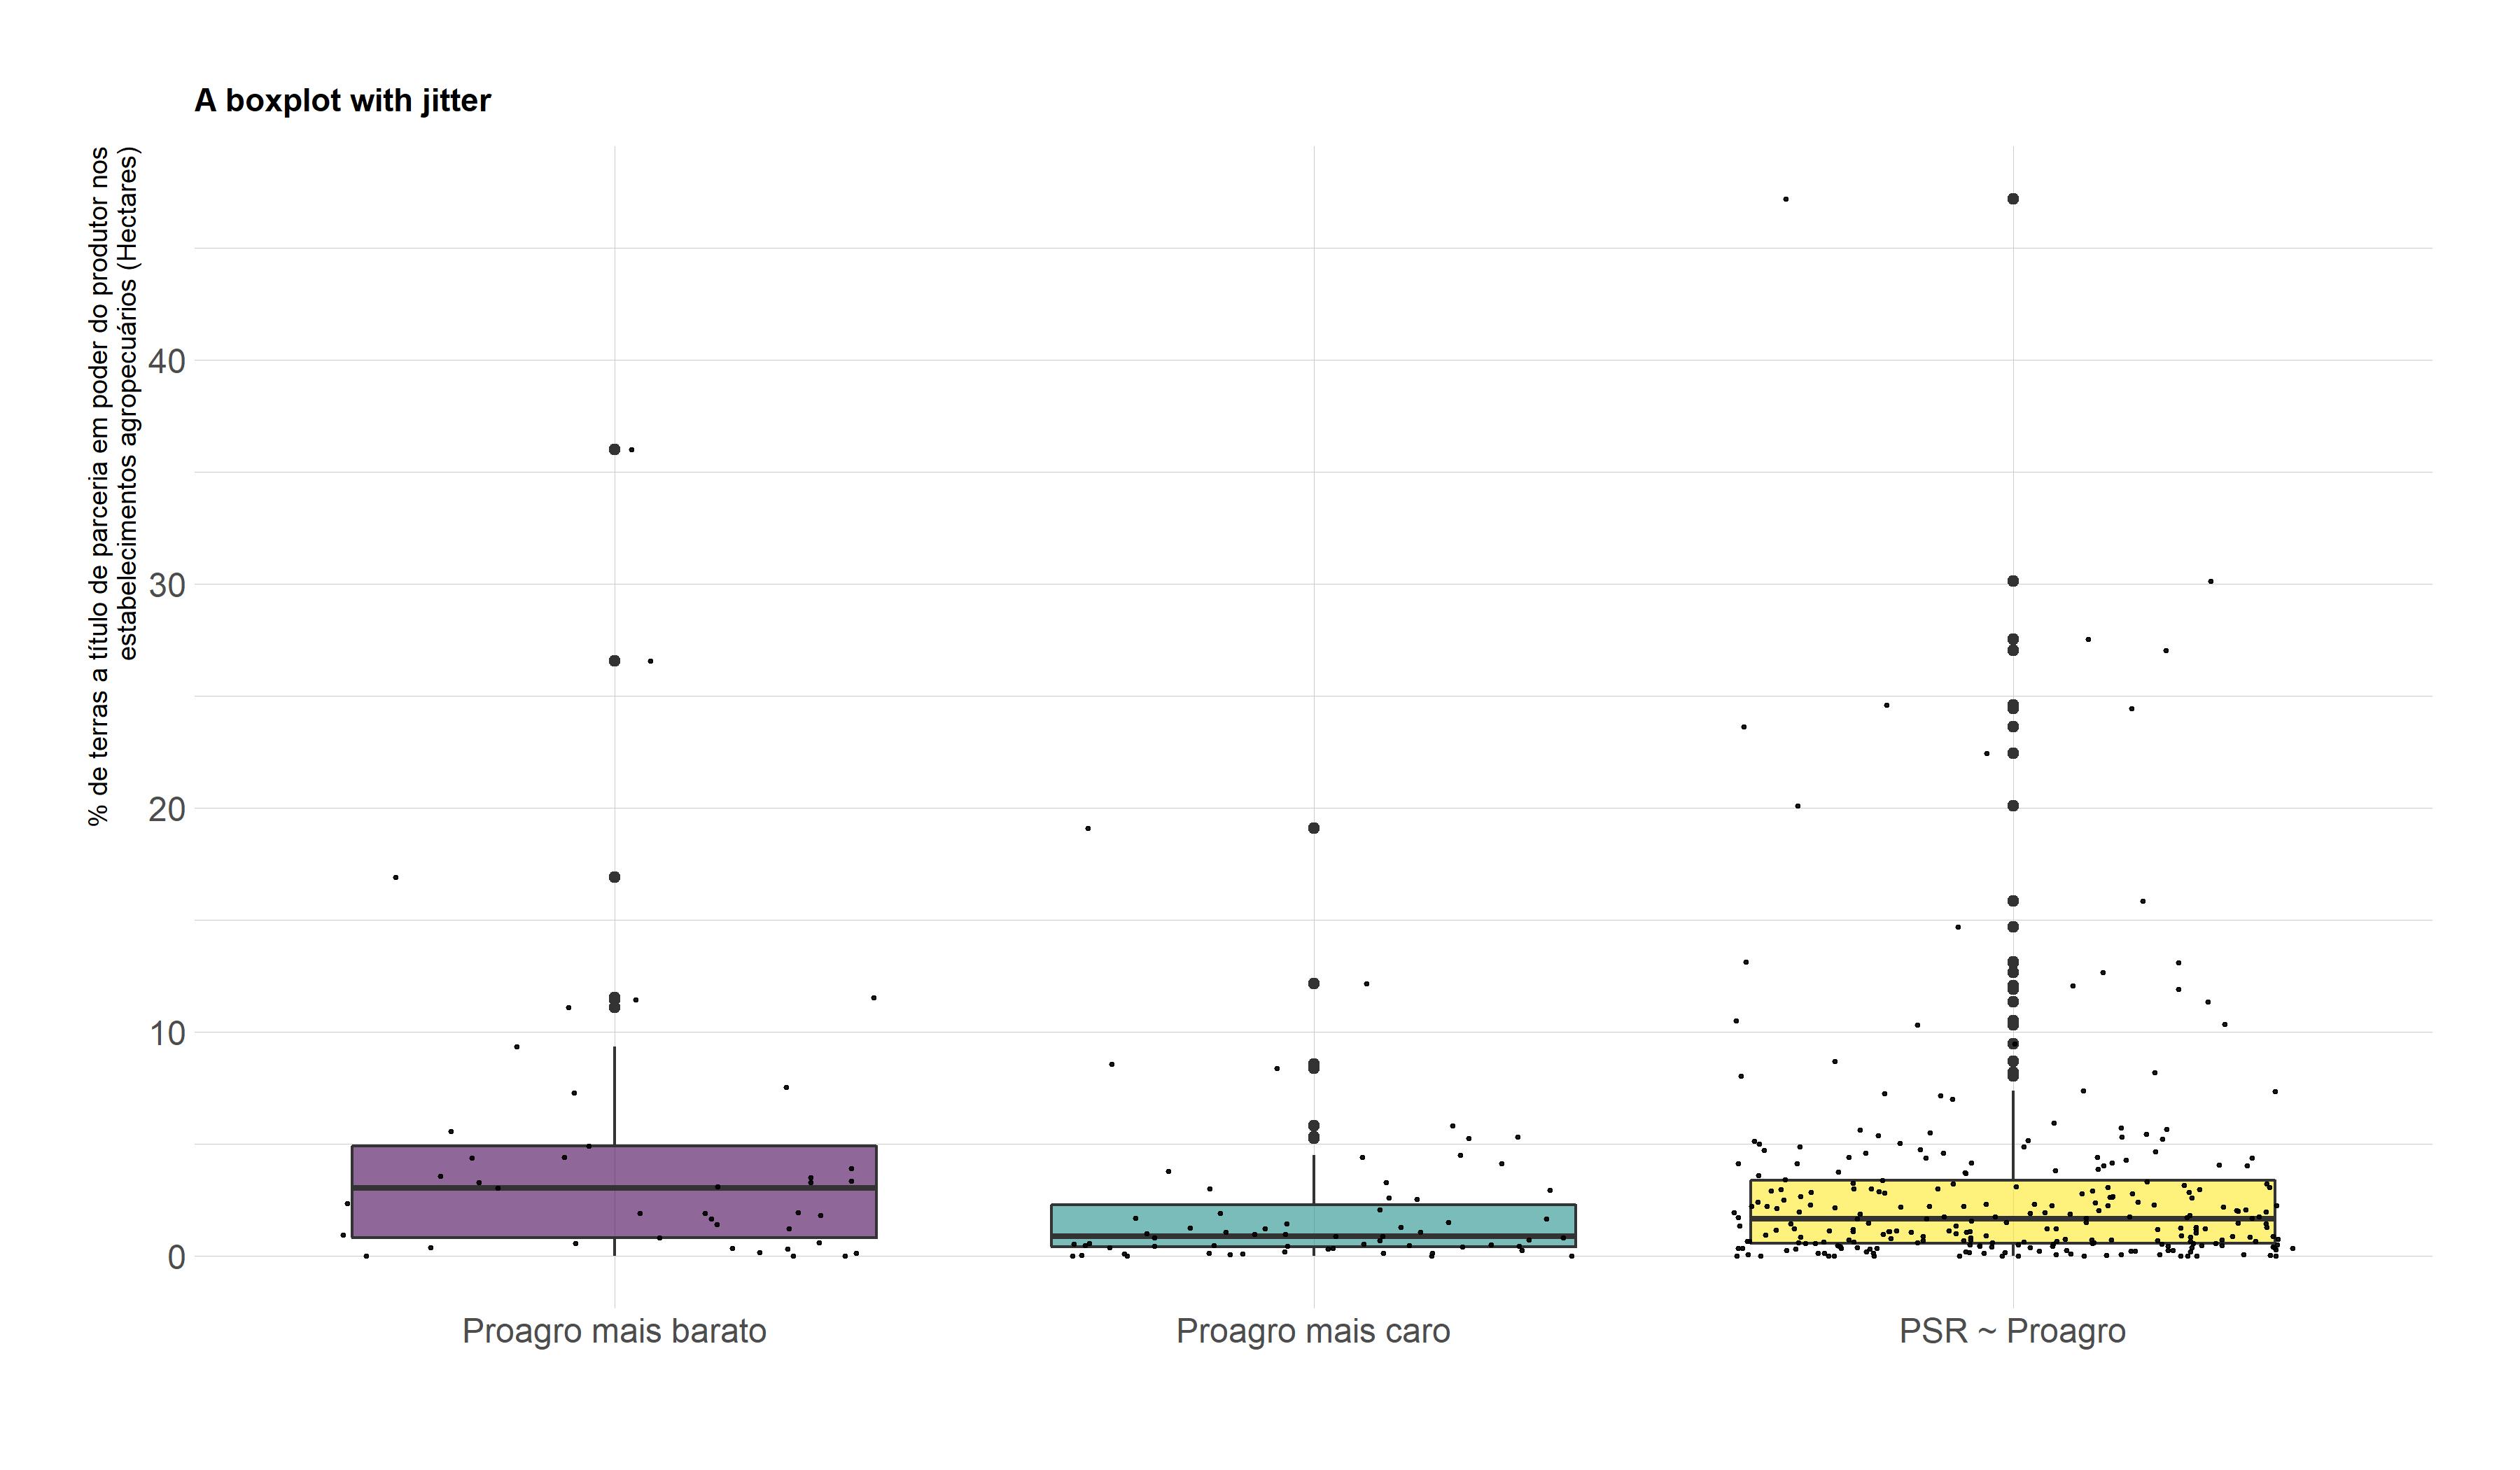 A boxplot with jitter
% de terras a título de parceria em poder do produtor nos
estabelecimentos agropecuários (Hectares)
40
30
20
10
0
Proagro mais barato
Proagro mais caro
PSR ~ Proagro